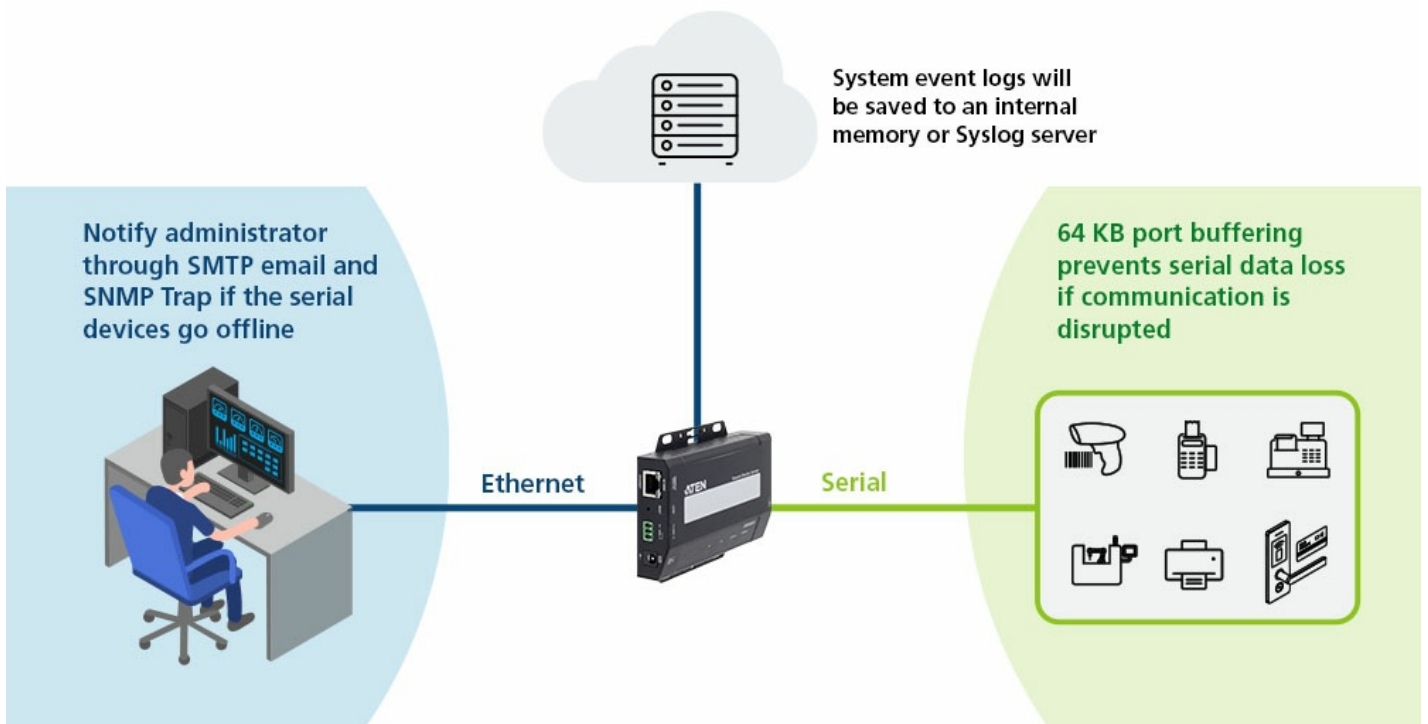 System event logs will
be saved to an internal
memory or Syslog server
Notify administrator
through SMTP email and
SNMP Trap if the serial
devices go offline
64 KB port buffering
prevents serial data loss
if communication is
disrupted
Ethernet
ATEN
Serial